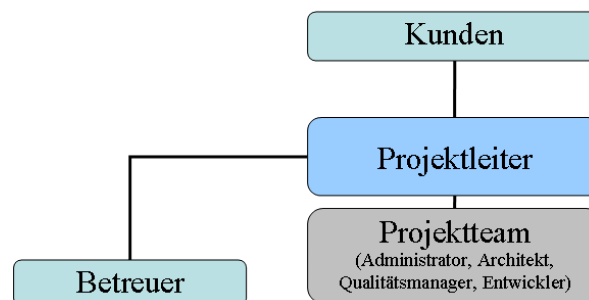 Kunden
Projektleiter
Projektteam
(Administrator, Architekt,
Qualitätsmanager, Entwickler)
Betreuer